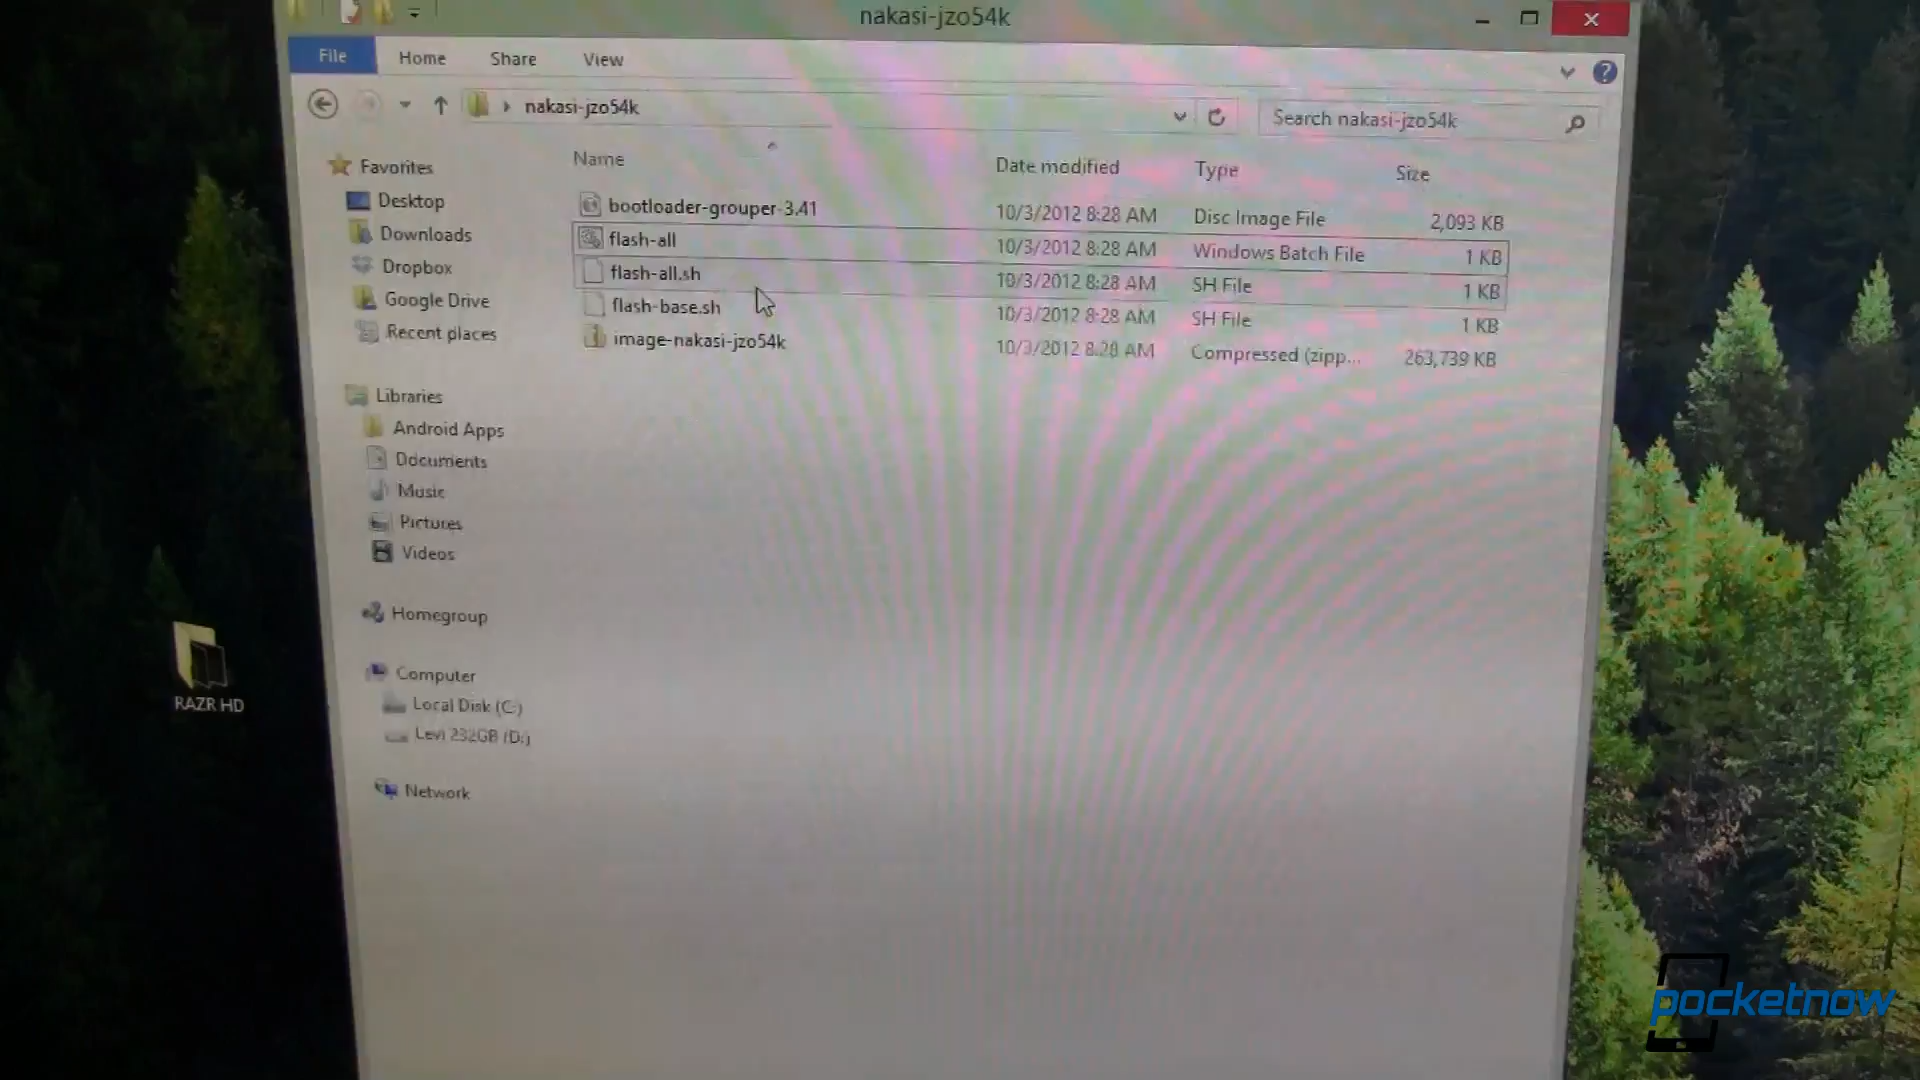 nakasi-jzo54k
File Home Share View
nakasi-jzo54k
Search nakasi-jzo54k
Name Date modified Type Size
bootloader-grouper-3.41 10/3/2012 8:28 AM Disc Image File 2,093 KB
flash-all 10/3/2012 8:28 AM Windows Batch File 1 KB
flash-all.sh 10/3/2012 8:28 AM SH File 1 KB
flash-base.sh 10/3/2012 8:28 AM SH File 1 KB
image-nakasi-jzo54k 10/3/2012 8:28 AM Compressed (zipp... 263,739 KB
Favorites
Desktop
Downloads
Dropbox
Google Drive
Recent places
Libraries
Android Apps
Documents
Music
Pictures
Videos
Homegroup
Computer
Local Disk (C:)
Levi 232GB (D:)
Network
RAZR HD
pocketnow